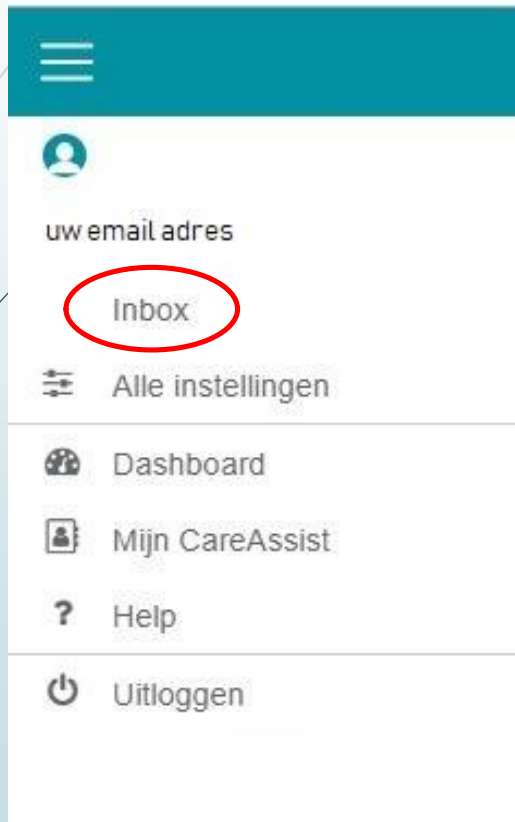 uw email adres
Inbox
Alle instellingen
Dashboard
Mijn CareAssist
? Help
Uitloggen